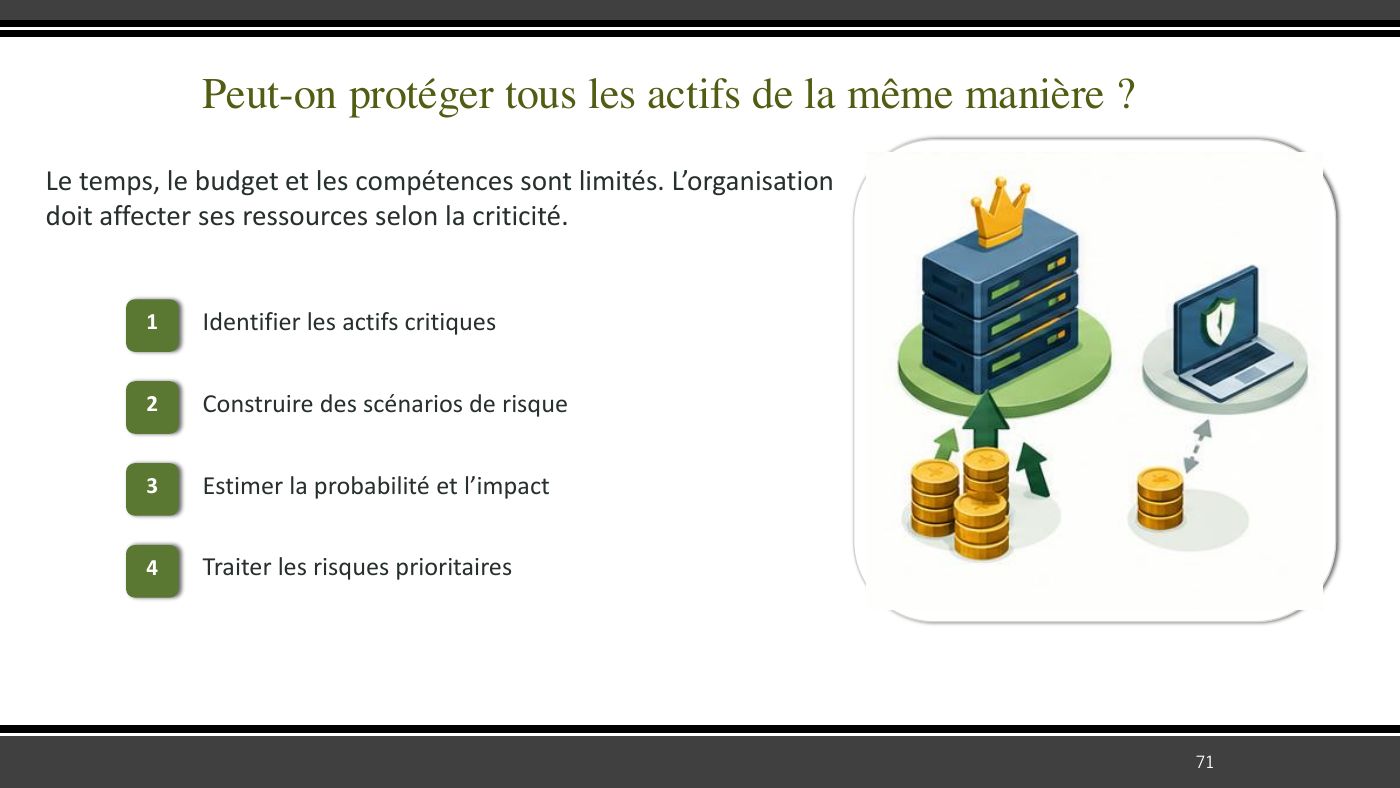 Peut-on protéger tous les actifs de la même manière ?
Le temps, le budget et les compétences sont limités. L’organisation
doit affecter ses ressources selon la criticité.
1 Identifier les actifs critiques
2 Construire des scénarios de risque
3 Estimer la probabilité et l’impact
4 Traiter les risques prioritaires
71